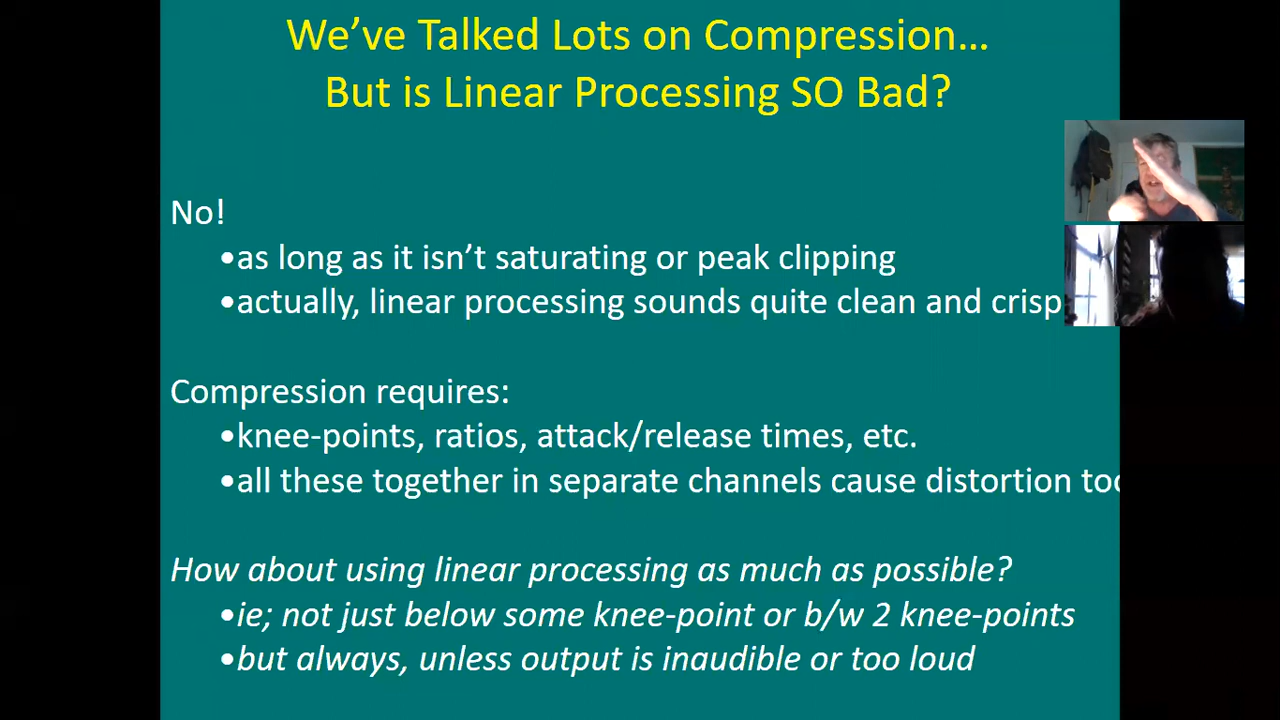 We've Talked Lots on Compression...
But is Linear Processing SO Bad?
No!
•as long as it isn't saturating or peak clipping
•actually, linear processing sounds quite clean and crisp
Compression requires:
•knee-points, ratios, attack/release times, etc.
•all these together in separate channels cause distortion too
How about using linear processing as much as possible?
•ie; not just below some knee-point or b/w 2 knee-points
•but always, unless output is inaudible or too loud